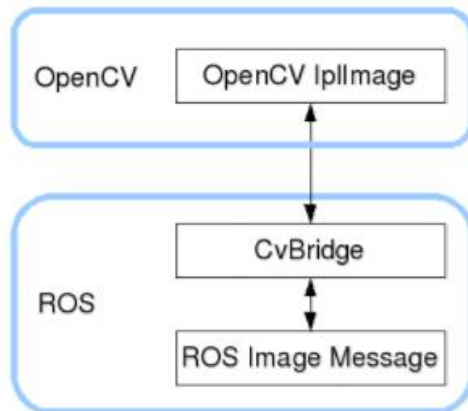 OpenCV
OpenCV IplImage
CvBridge
ROS
ROS Image Message